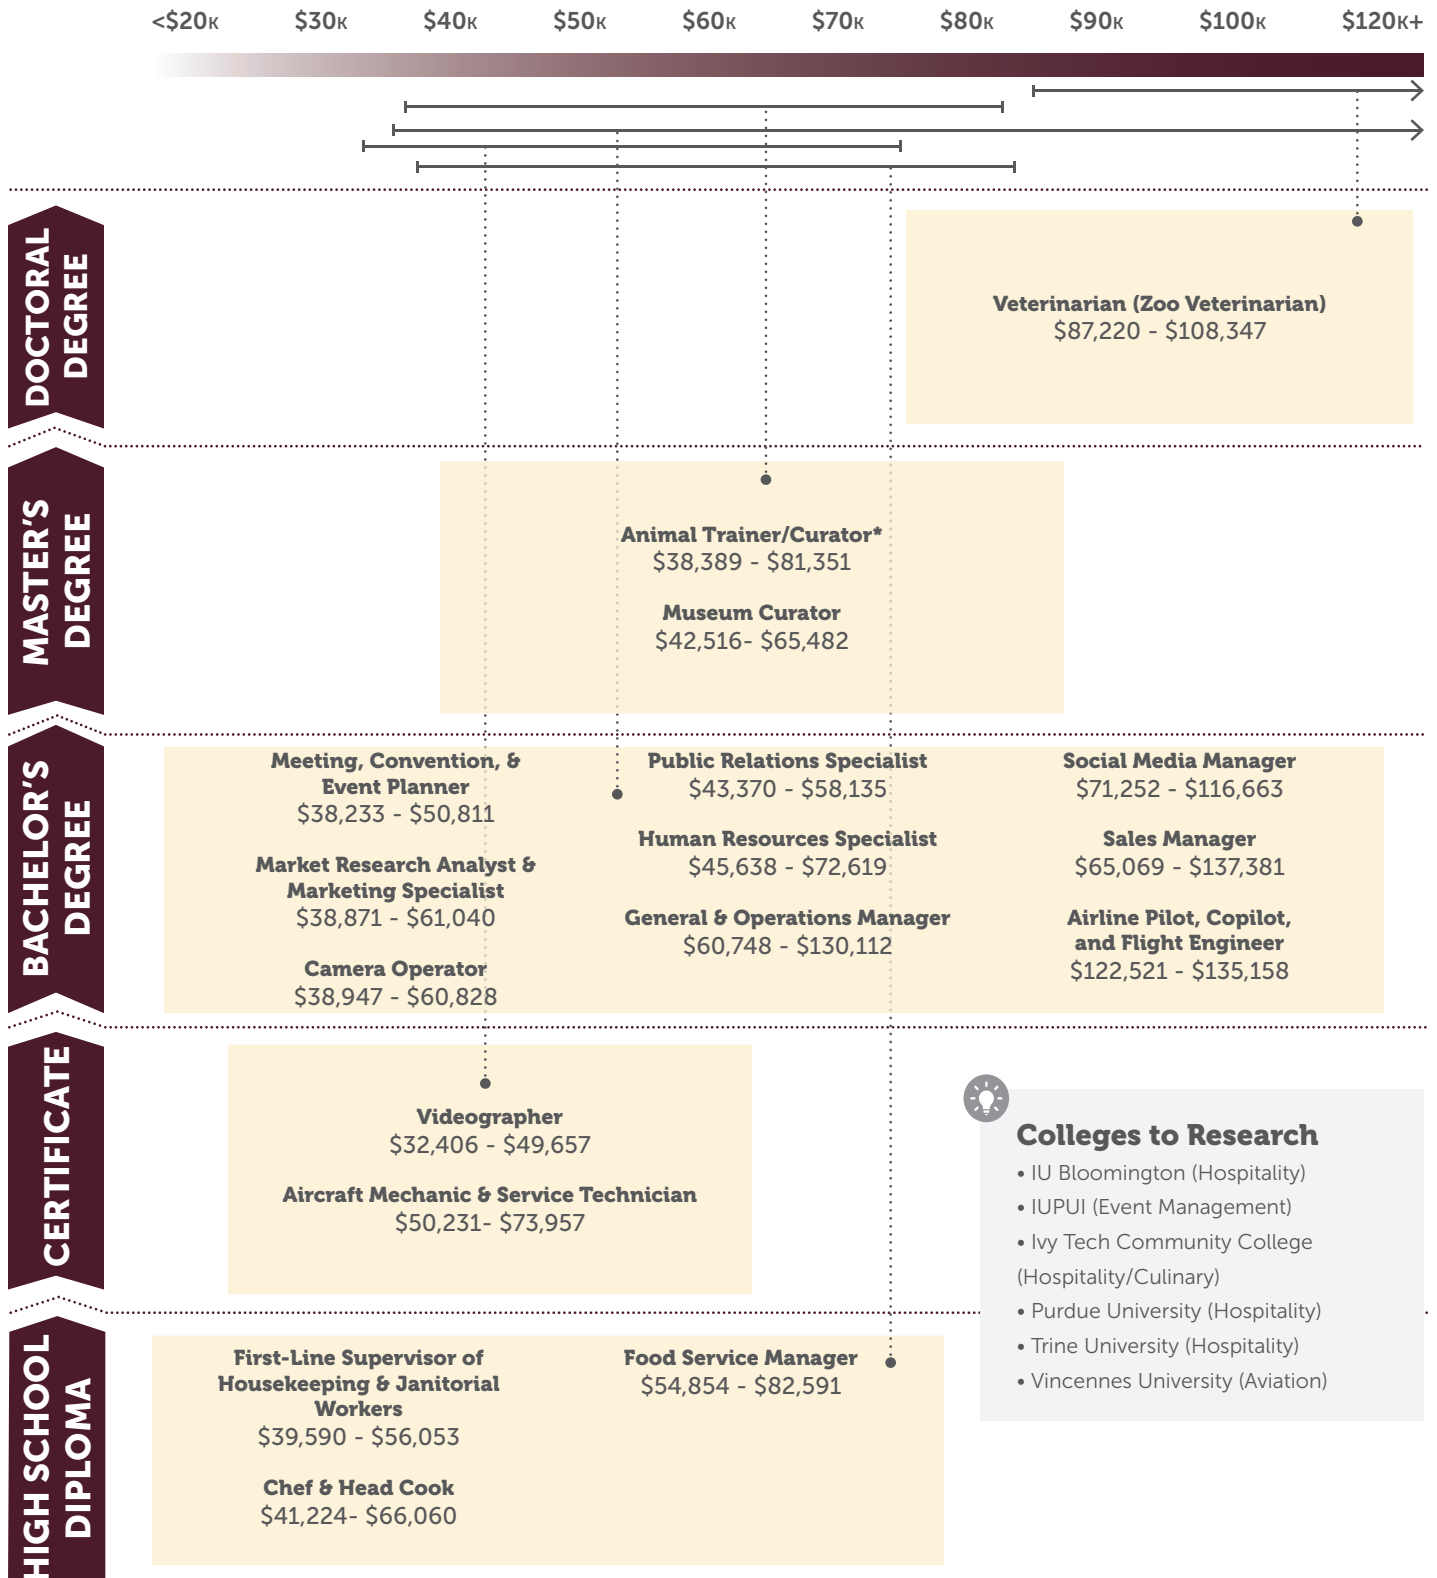 <$20K $30K $40K $50K $60K $70K $80K $90K $100K $120K+
DOCTORAL
DEGREE
Veterinarian (Zoo Veterinarian)
$87,220 - $108,347
MASTER'S
DEGREE
Animal Trainer/Curator*
$38,389 - $81,351
Museum Curator
$42,516- $65,482
BACHELOR'S
DEGREE
Meeting, Convention, &
Event Planner
$38,233 - $50,811
Market Research Analyst &
Marketing Specialist
$38,871 - $61,040
Camera Operator
$38,947 - $60,828
Public Relations Specialist
$43,370 - $58,135
Human Resources Specialist
$45,638 - $72,619
General & Operations Manager
$60,748 - $130,112
Social Media Manager
$71,252 - $116,663
Sales Manager
$65,069 - $137,381
Airline Pilot, Copilot,
and Flight Engineer
$122,521 - $135,158
CERTIFICATE
Videographer
$32,406 - $49,657
Aircraft Mechanic & Service Technician
$50,231- $73,957
Colleges to Research
• IU Bloomington (Hospitality)
• IUPUI (Event Management)
• Ivy Tech Community College
(Hospitality/Culinary)
• Purdue University (Hospitality)
• Trine University (Hospitality)
• Vincennes University (Aviation)
HIGH SCHOOL
DIPLOMA
First-Line Supervisor of
Housekeeping & Janitorial
Workers
$39,590 - $56,053
Chef & Head Cook
$41,224- $66,060
Food Service Manager
$54,854 - $82,591